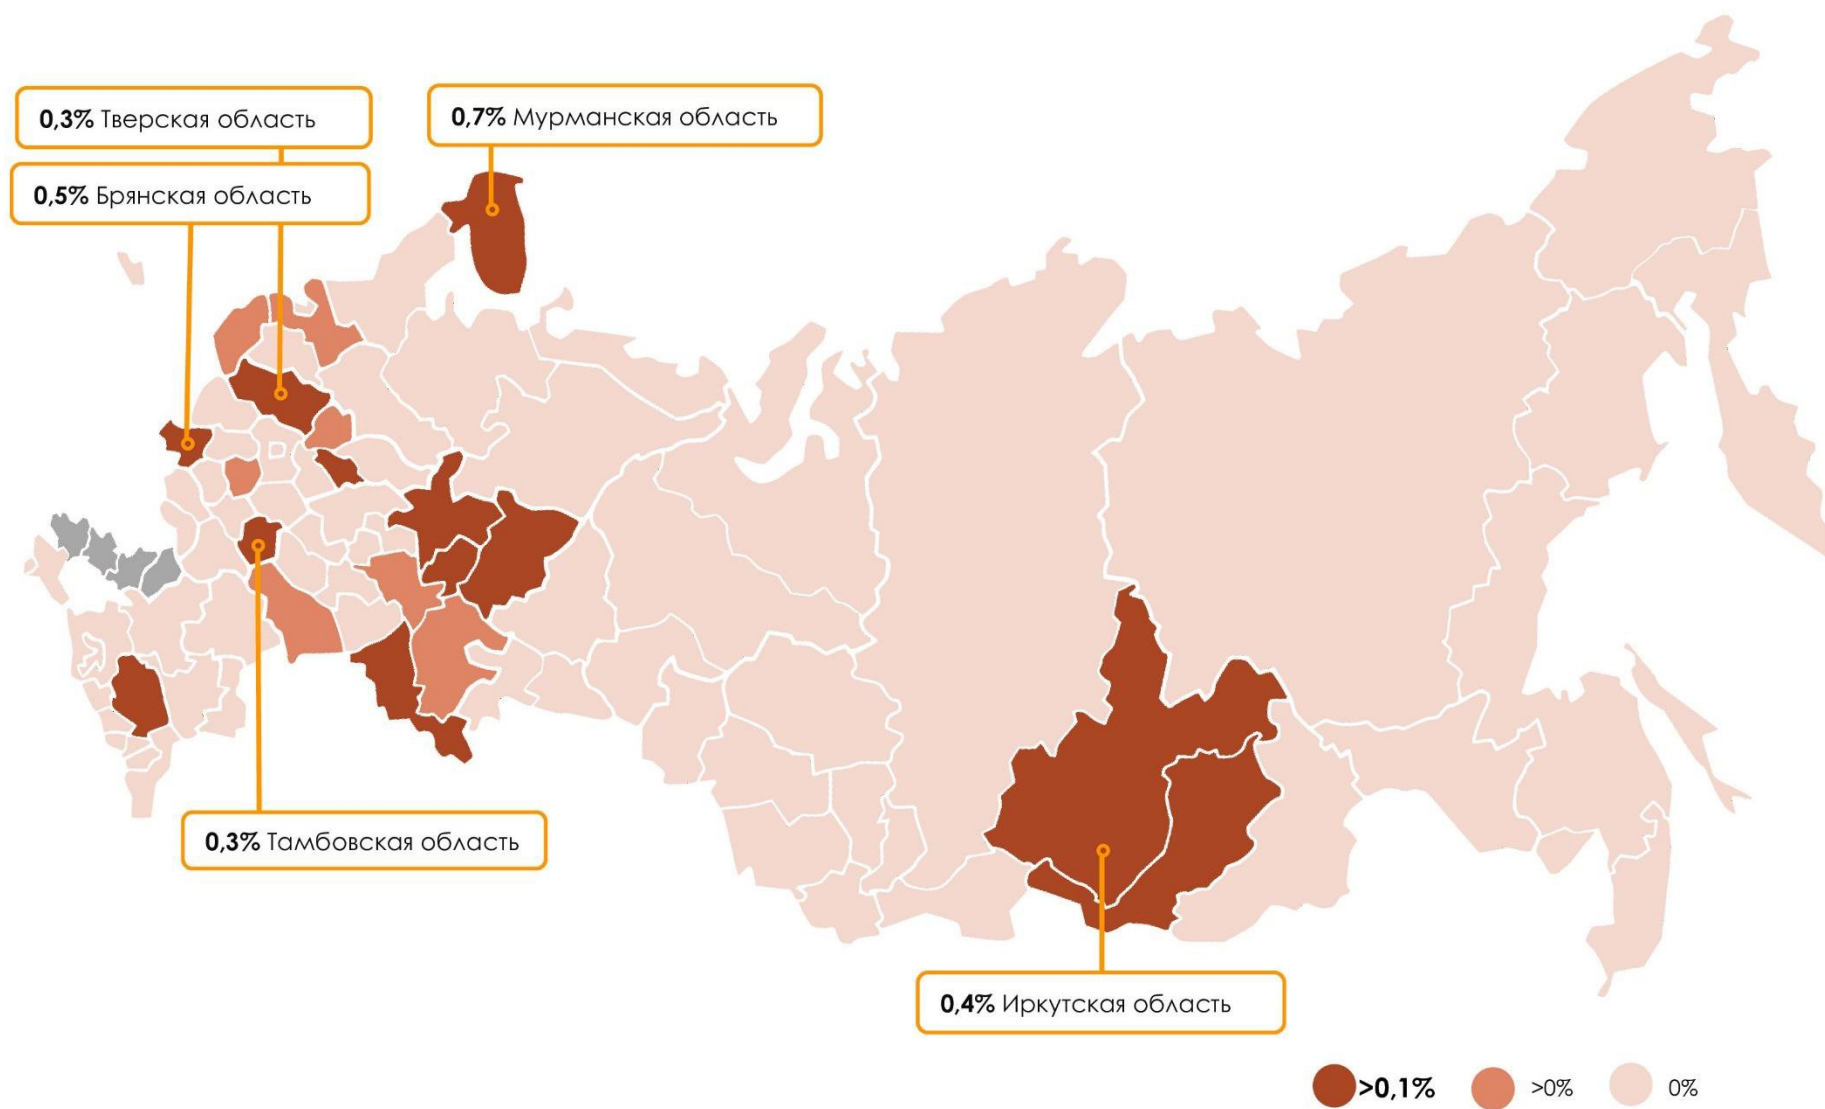 0,3% Тверская область
0,7% Мурманская область
0,5% Брянская область
0,3% Тамбовская область
0,4% Иркутская область
>0,1%
>0%
0%